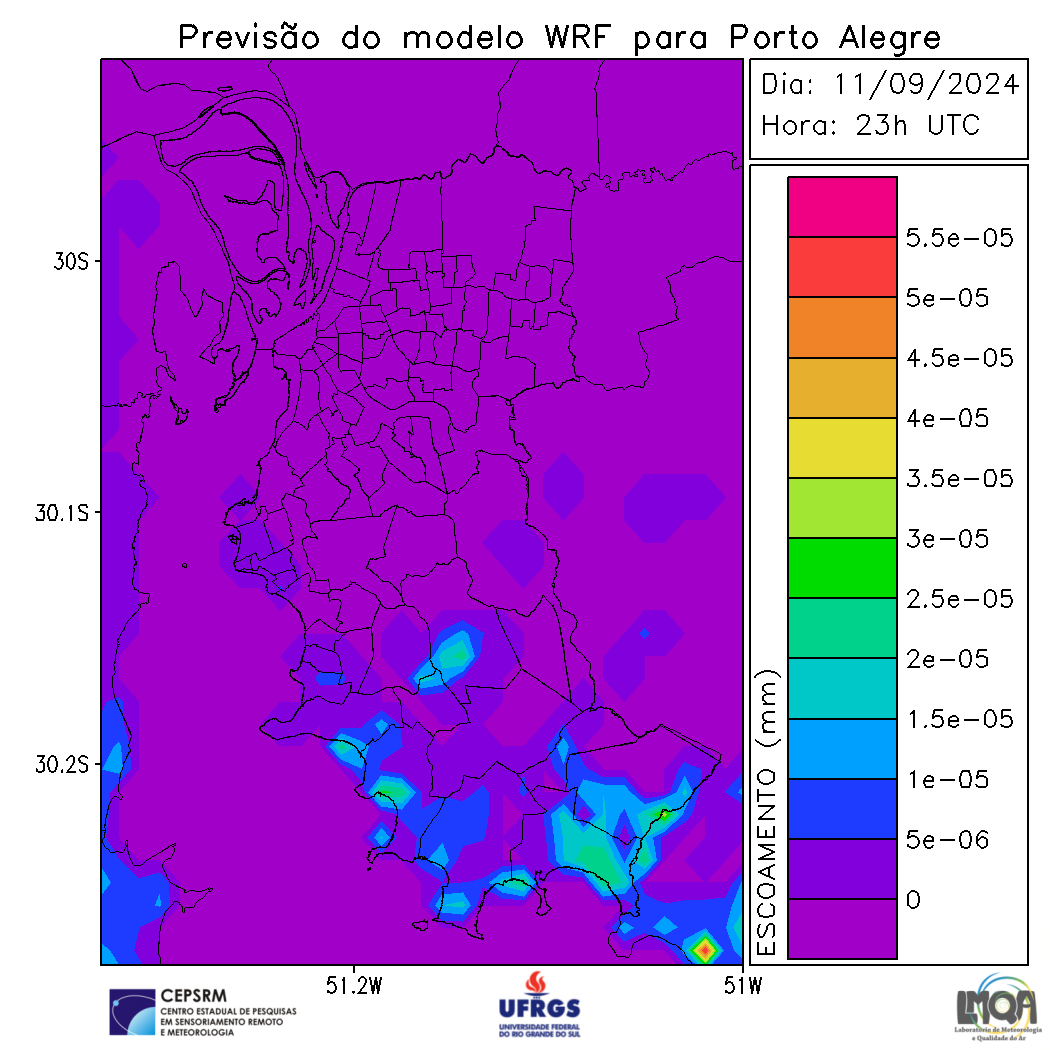 Previsão do modelo WRF para Porto Alegre
Dia: 11/09/2024
Hora: 23h UTC
30S
30.1S
30.2S
51.2W
51W
5.5e-05
5e-05
4.5e-05
4e-05
3.5e-05
3e-05
2.5e-05
2e-05
1.5e-05
1e-05
5e-06
0
ESCOAMENTO (mm)
CEPSRM
CENTRO ESTADUAL DE PESQUISAS
EM SENSORIAMENTO REMOTO
E METEOROLOGIA
UFRGS
UNIVERSIDADE FEDERAL
DO RIO GRANDE DO SUL
LMQA
Laboratório de Meteorologia
e Qualidade do Ar